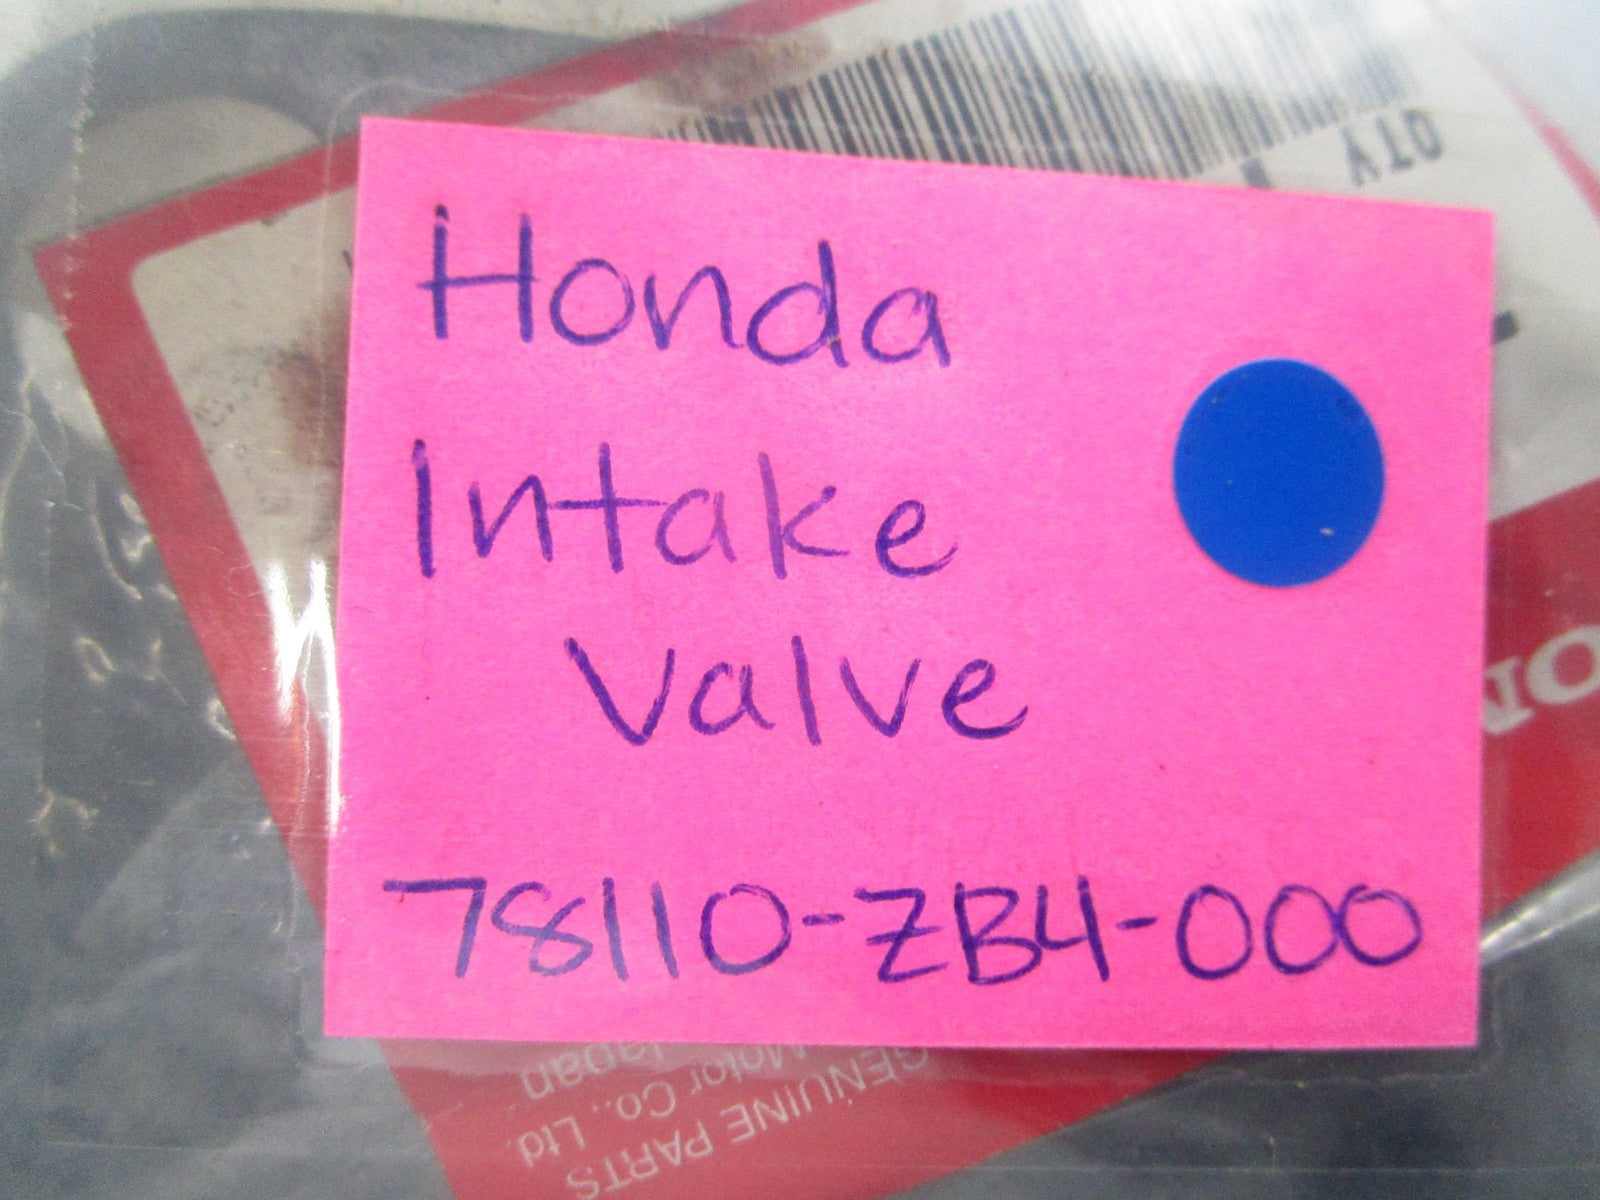 QTY
Honda
Intake
Valve
78110-ZB4-000
GENUINE PARTS
Motor Co., Ltd.
Japan